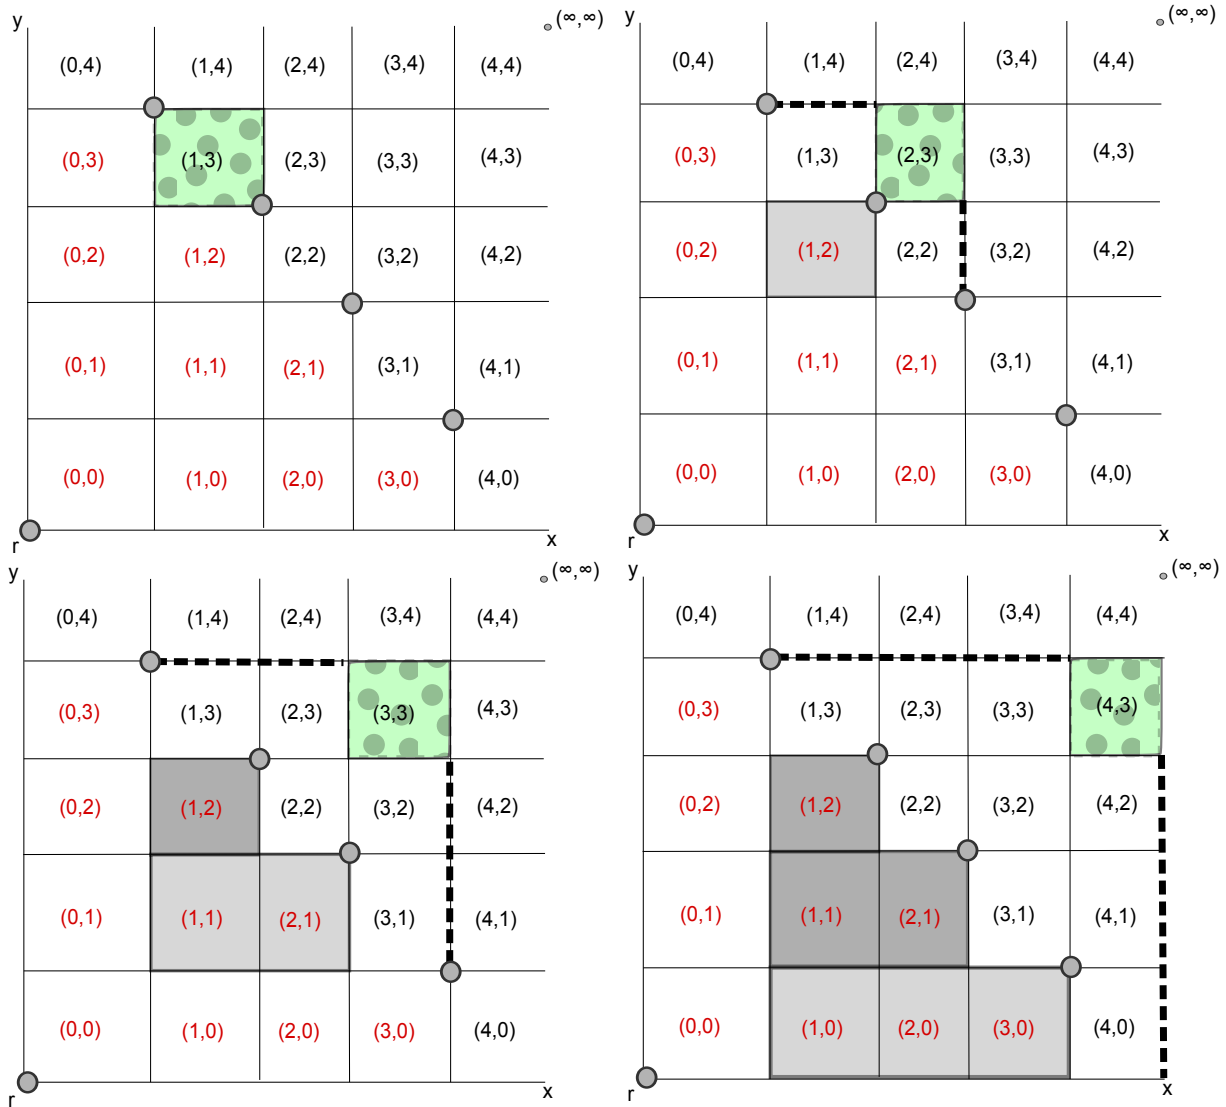 y (∞,∞)
(0,4) (1,4) (2,4) (3,4) (4,4)
(0,3) (1,3) (2,3) (3,3) (4,3)
(0,2) (1,2) (2,2) (3,2) (4,2)
(0,1) (1,1) (2,1) (3,1) (4,1)
(0,0) (1,0) (2,0) (3,0) (4,0)
r x
y (∞,∞)
(0,4) (1,4) (2,4) (3,4) (4,4)
(0,3) (1,3) (2,3) (3,3) (4,3)
(0,2) (1,2) (2,2) (3,2) (4,2)
(0,1) (1,1) (2,1) (3,1) (4,1)
(0,0) (1,0) (2,0) (3,0) (4,0)
r x
y (∞,∞)
(0,4) (1,4) (2,4) (3,4) (4,4)
(0,3) (1,3) (2,3) (3,3) (4,3)
(0,2) (1,2) (2,2) (3,2) (4,2)
(0,1) (1,1) (2,1) (3,1) (4,1)
(0,0) (1,0) (2,0) (3,0) (4,0)
r x
y (∞,∞)
(0,4) (1,4) (2,4) (3,4) (4,4)
(0,3) (1,3) (2,3) (3,3) (4,3)
(0,2) (1,2) (2,2) (3,2) (4,2)
(0,1) (1,1) (2,1) (3,1) (4,1)
(0,0) (1,0) (2,0) (3,0) (4,0)
r x